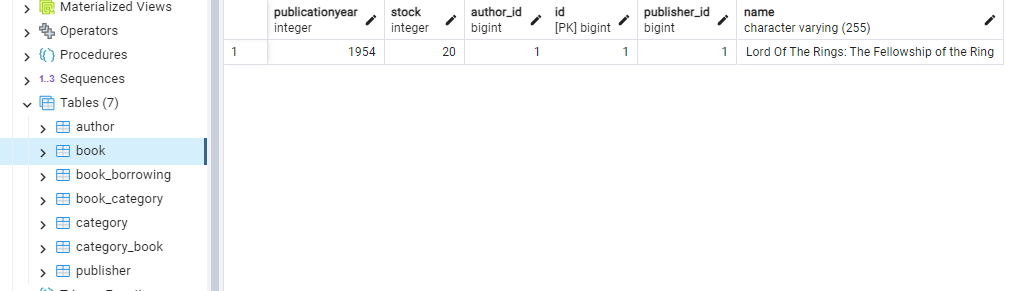 Materialized Views
Operators
Procedures
1..3 Sequences
Tables (7)
author
book
book_borrowing
book_category
category
category_book
publisher
publicationyear integer
stock integer
author_id bigint
id [PK] bigint
publisher_id bigint
name character varying (255)
1 1954 20 1 1 1 Lord Of The Rings: The Fellowship of the Ring